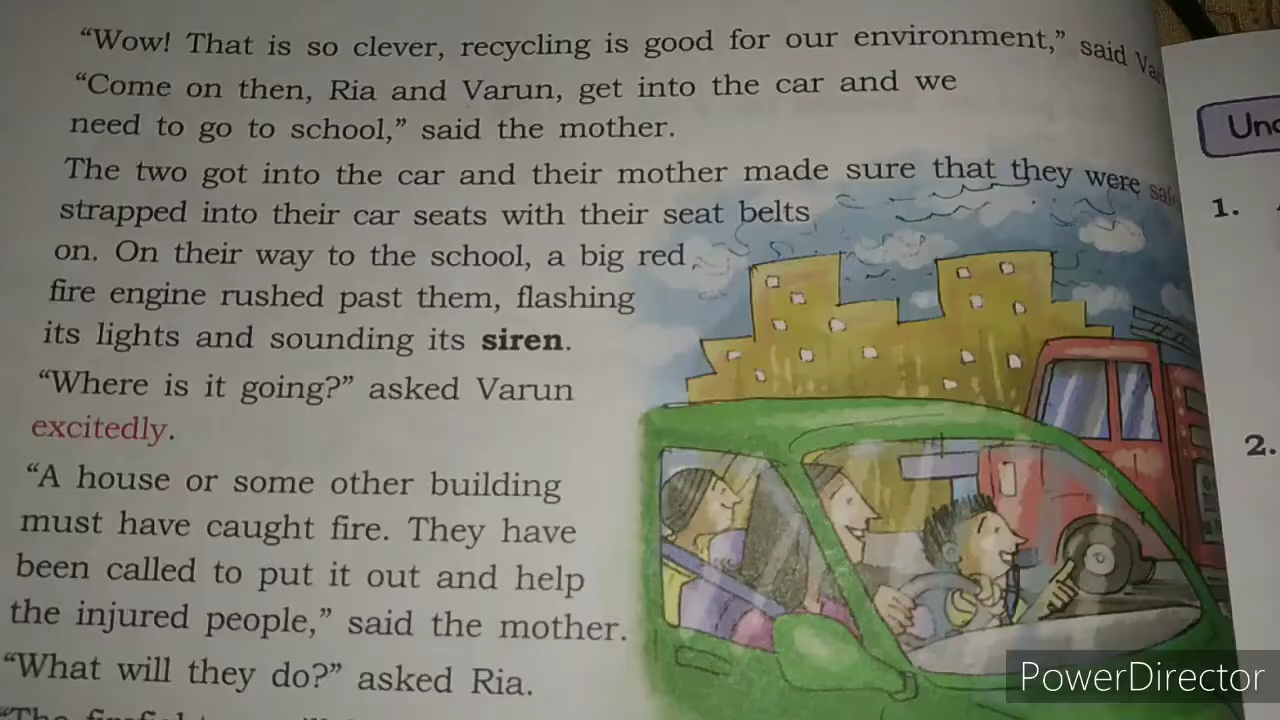 “Wow! That is so clever, recycling is good for our environment,” said
“Come on then, Ria and Varun, get into the car and we
need to go to school,” said the mother.
The two got into the car and their mother made sure that they were
strapped into their car seats with their seat belts
on. On their way to the school, a big red
fire engine rushed past them, flashing
its lights and sounding its siren.
“Where is it going?” asked Varun
excitedly.
“A house or some other building
must have caught fire. They have
been called to put it out and help
the injured people,” said the mother.
“What will they do?” asked Ria.
“The
1.
2.
PowerDirector